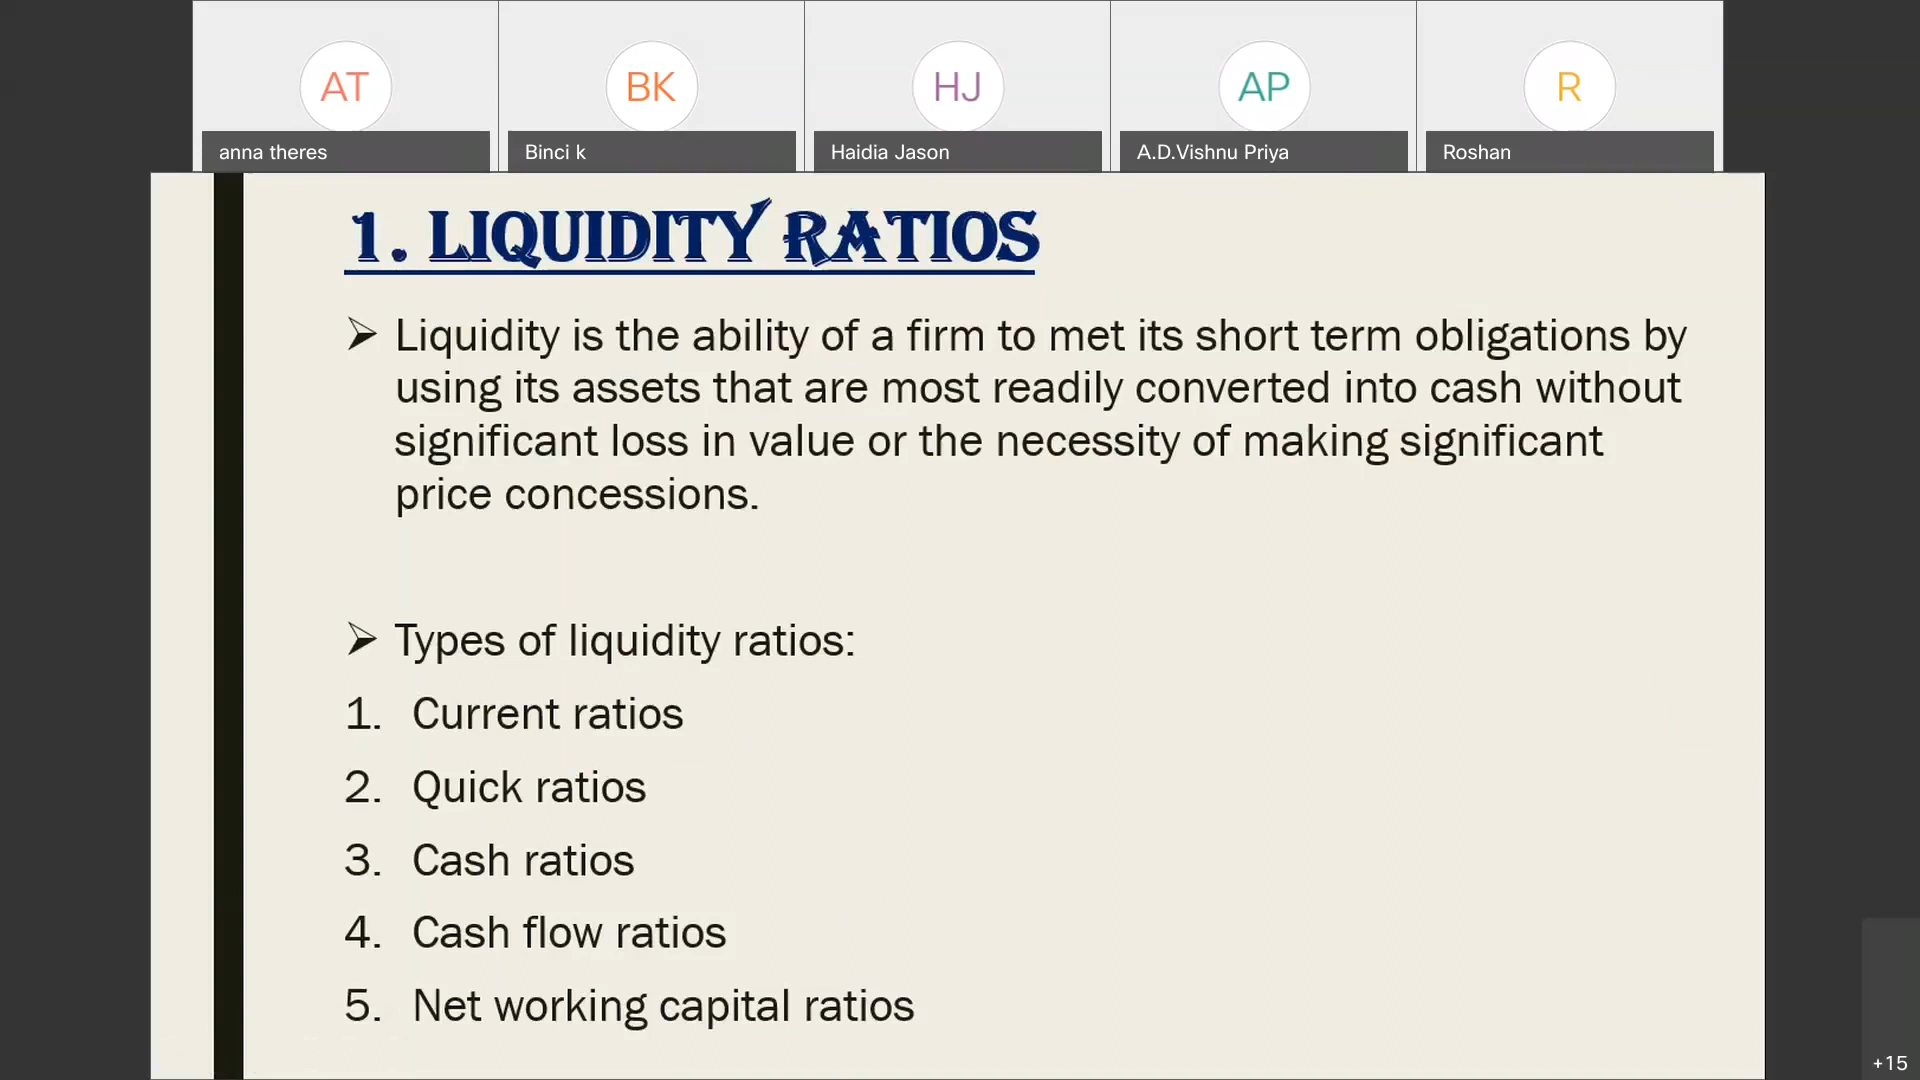 AT
BK
HJ
AP
R
anna theres
Binci k
Haidia Jason
A.D.Vishnu Priya
Roshan
1. LIQUIDITY RATIOS
➢ Liquidity is the ability of a firm to met its short term obligations by
using its assets that are most readily converted into cash without
significant loss in value or the necessity of making significant
price concessions.
➢ Types of liquidity ratios:
1. Current ratios
2. Quick ratios
3. Cash ratios
4. Cash flow ratios
5. Net working capital ratios
+15